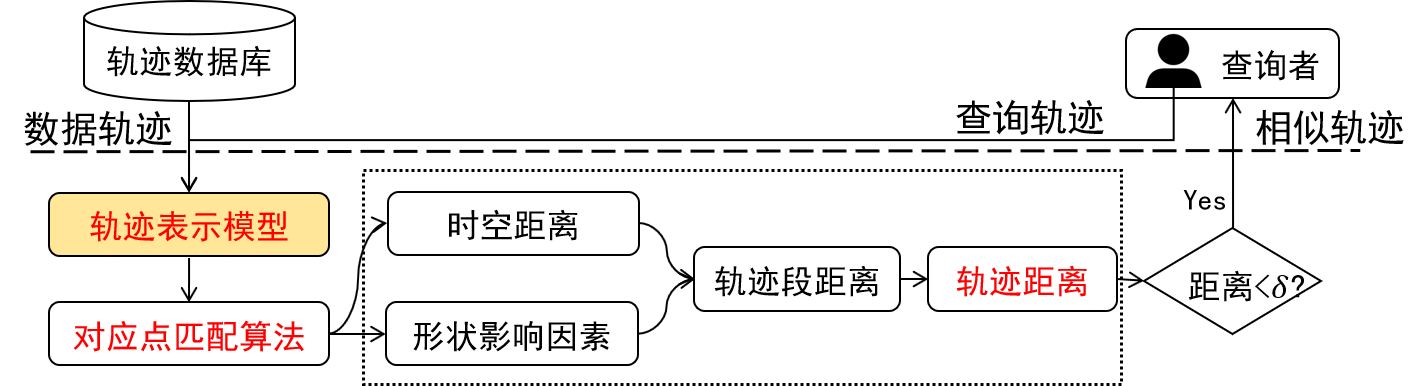 轨迹数据库
查询者
数据轨迹
查询轨迹
相似轨迹
轨迹表示模型
时空距离
Yes
轨迹段距离
轨迹距离
距离<δ?
对应点匹配算法
形状影响因素